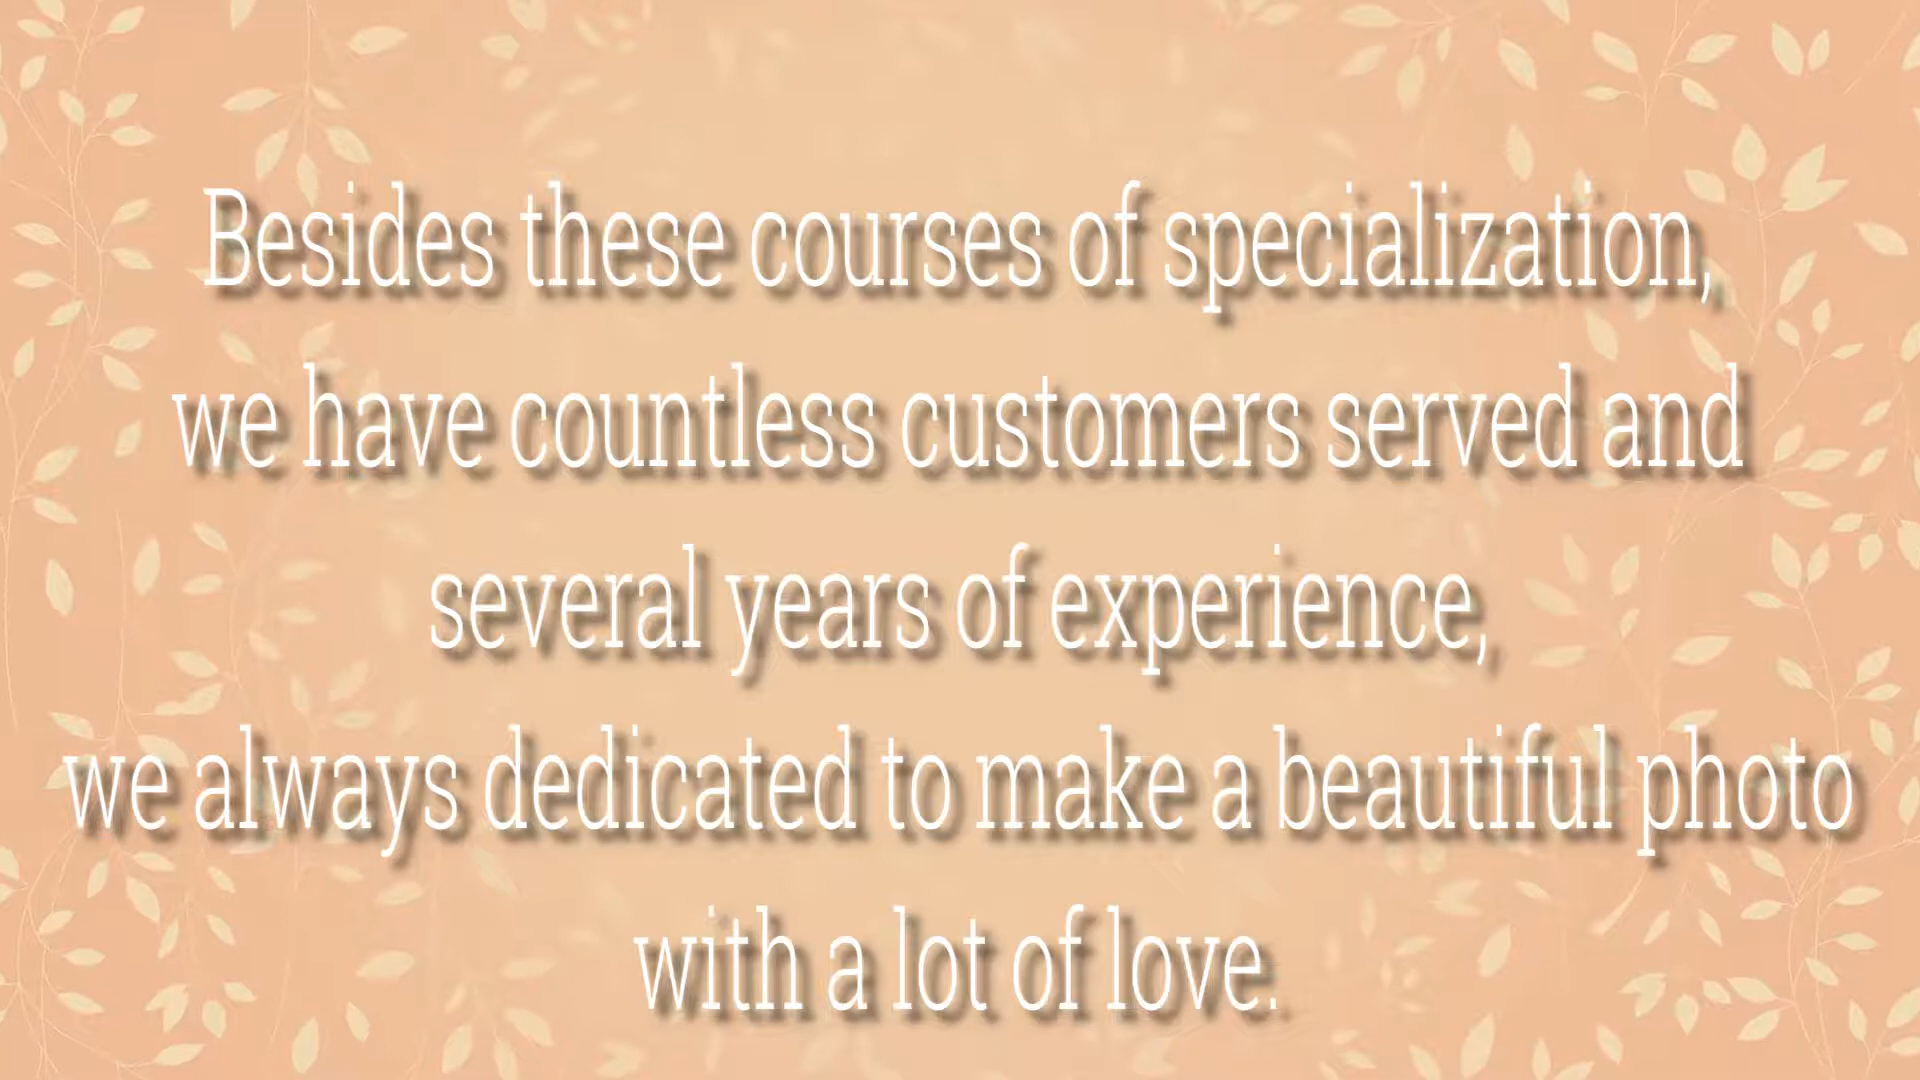 Besides these courses of specialization,
we have countless customers served and
several years of experience,
we always dedicated to make a beautiful photo
with a lot of love.